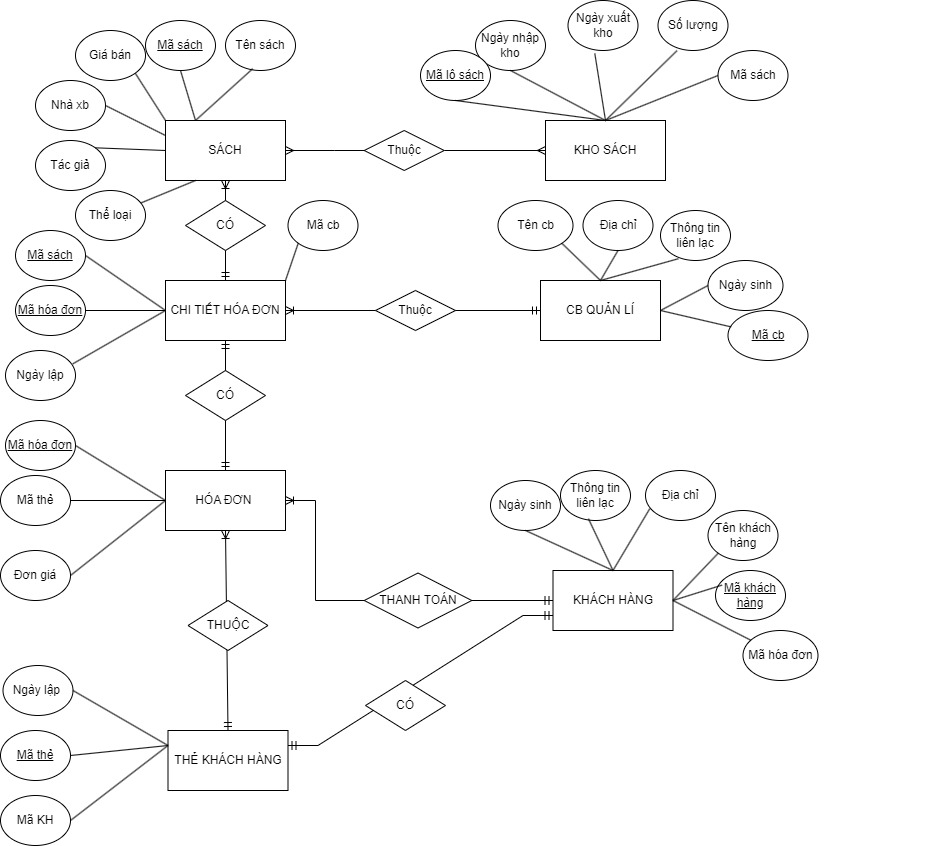 Ngày xuất
kho
Số lượng
Ngày nhập
kho
Mã lô sách
Mã sách
Giá bán
Mã sách
Tên sách
Nhà xb
Tác giả
Thể loại
SÁCH
Thuộc
KHO SÁCH
CÓ
Mã cb
Tên cb
Địa chỉ
Thông tin
liên lạc
Mã sách
Mã hóa đơn
Ngày lập
CHI TIẾT HÓA ĐƠN
Thuộc
CB QUẢN LÍ
Ngày sinh
Mã cb
CÓ
Mã hóa đơn
Mã thẻ
Đơn giá
HÓA ĐƠN
Ngày sinh
Thông tin
liên lạc
Địa chỉ
Tên khách
hàng
Mã khách
hàng
Mã hóa đơn
THANH TOÁN
KHÁCH HÀNG
THUỘC
CÓ
Ngày lập
Mã thẻ
Mã KH
THẺ KHÁCH HÀNG